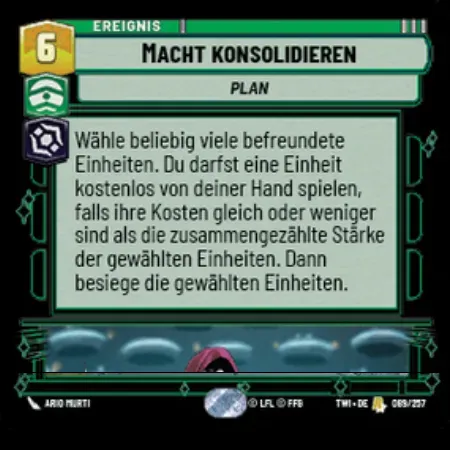 EREIGNIS
6
MACHT KONSOLIDIEREN
PLAN
Wähle beliebig viele befreundete
Einheiten. Du darfst eine Einheit
kostenlos von deiner Hand spielen,
falls ihre Kosten gleich oder weniger
sind als die zusammengezählte Stärke
der gewählten Einheiten. Dann
besiege die gewählten Einheiten.
ARIO MURTI
© LFL © FFG
TWI • DE
089/257